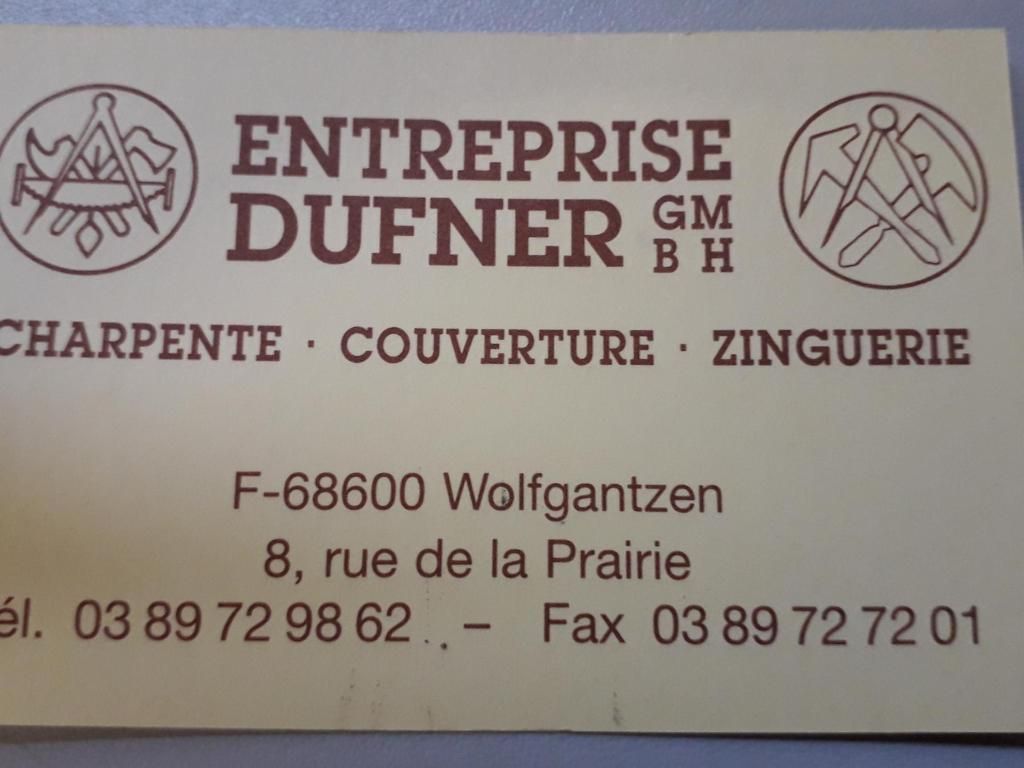 ENTREPRISE
DUFNER GM
B H
CHARPENTE · COUVERTURE · ZINGUERIE
F-68600 Wolfgantzen
8, rue de la Prairie
él. 03 89 72 98 62 – Fax 03 89 72 72 01